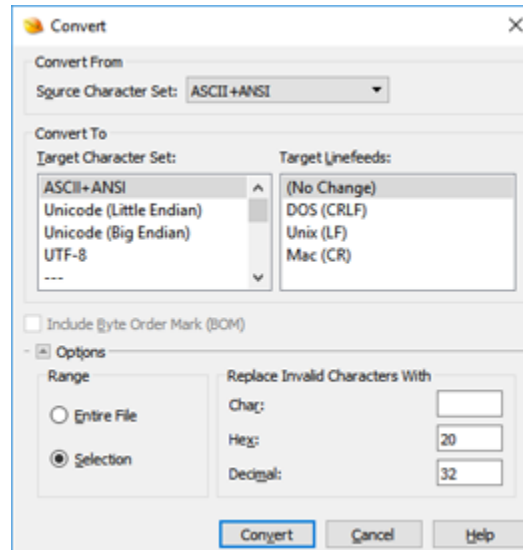 Convert
Convert From
Source Character Set: ASCII+ANSI
Convert To
Target Character Set: Target Linefeeds:
ASCII+ANSI (No Change)
Unicode (Little Endian) DOS (CRLF)
Unicode (Big Endian) Unix (LF)
UTF-8 Mac (CR)
---
Include Byte Order Mark (BOM)
Options
Range Replace Invalid Characters With
Entire File Char:
Hex: 20
Selection
Decimal: 32
Convert Cancel Help